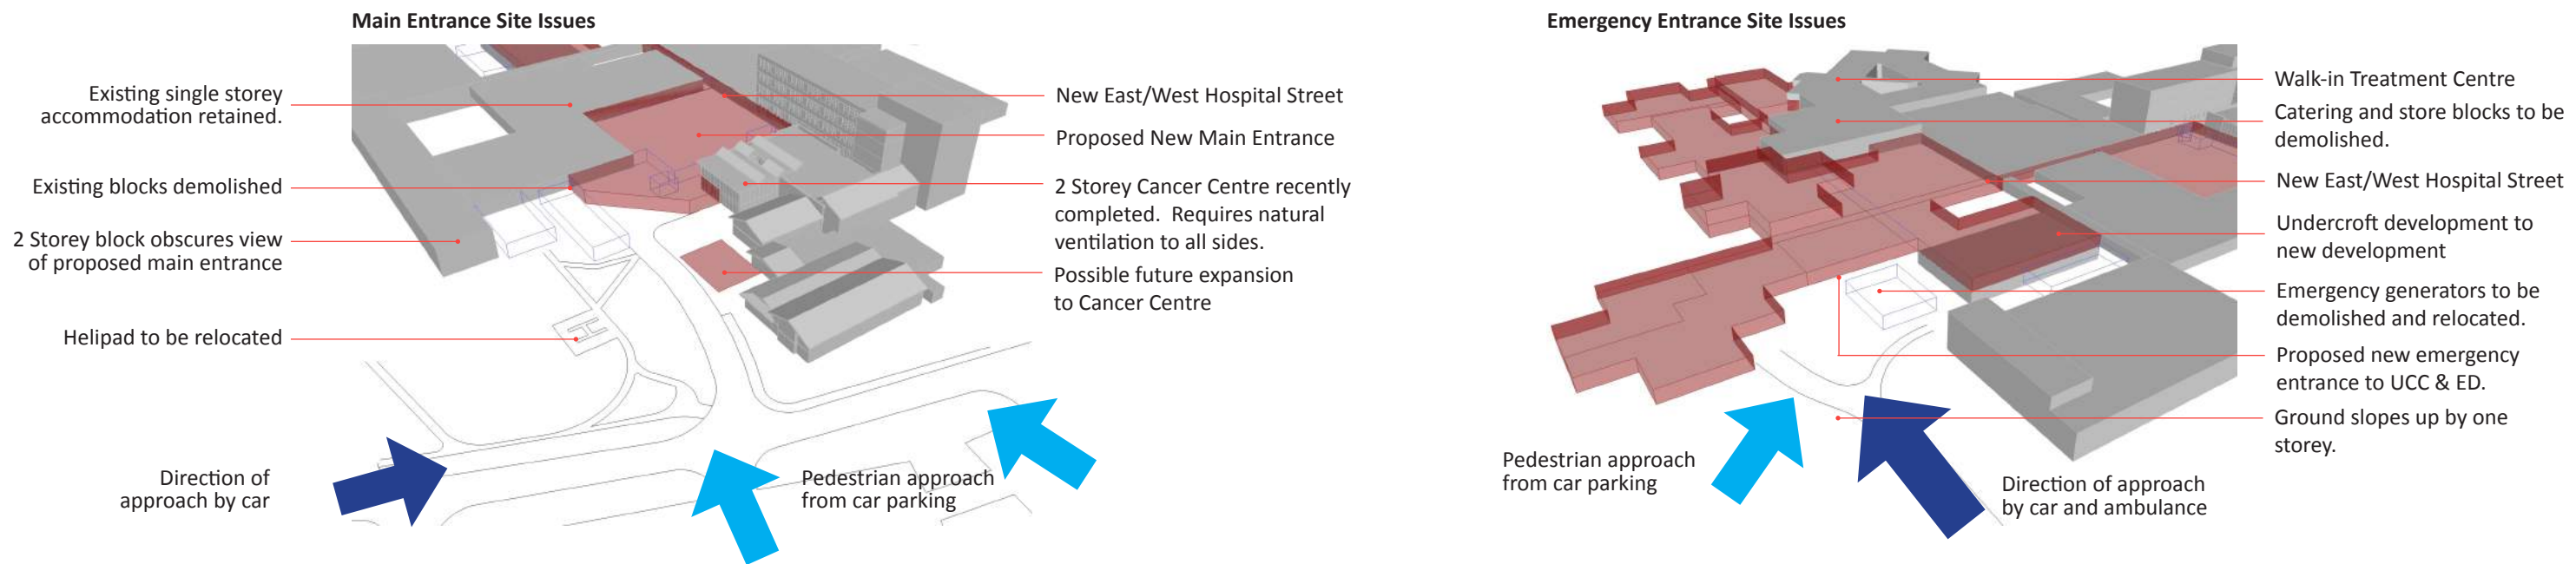 Main Entrance Site Issues
Existing single storey
accommodation retained.
Existing blocks demolished
2 Storey block obscures view
of proposed main entrance
Helipad to be relocated
Direction of
approach by car
New East/West Hospital Street
Proposed New Main Entrance
2 Storey Cancer Centre recently
completed. Requires natural
ventilation to all sides.
Possible future expansion
to Cancer Centre
Pedestrian approach
from car parking
H
Emergency Entrance Site Issues
Walk-in Treatment Centre
Catering and store blocks to be
demolished.
New East/West Hospital Street
Undercroft development to
new development
Emergency generators to be
demolished and relocated.
Proposed new emergency
entrance to UCC & ED.
Ground slopes up by one
storey.
Pedestrian approach
from car parking
Direction of approach
by car and ambulance